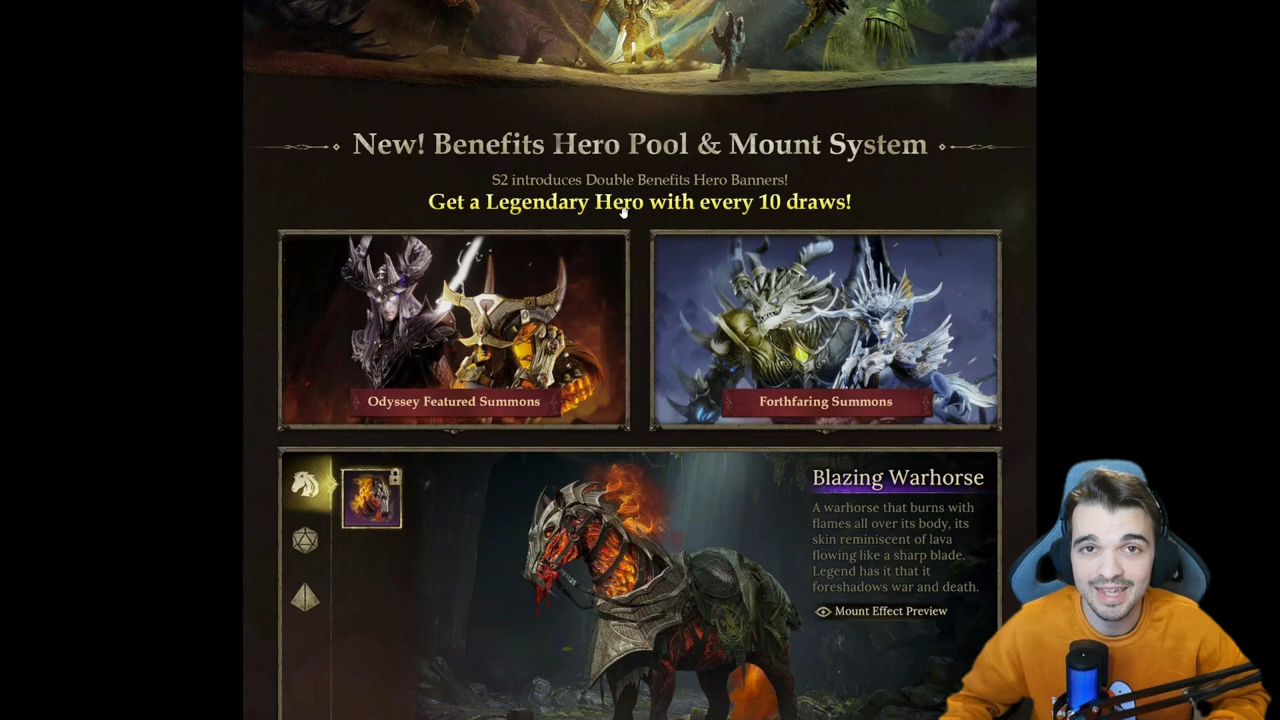 New! Benefits Hero Pool & Mount System
S2 introduces Double Benefits Hero Banners!
Get a Legendary Hero with every 10 draws!
Odyssey Featured Summons
Forthfaring Summons
Blazing Warhorse
A warhorse that burns with
flames all over its body, its
skin reminiscent of lava
flowing like a sharp blade.
Legend has it that it
foreshadows war and death.
Mount Effect Preview